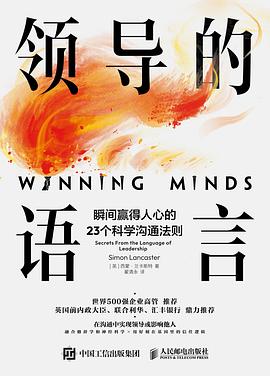 领导的
WINNING MINDS
语言
瞬间赢得人心的
23个科学沟通法则
Secrets From the Language of
Leadership
Simon Lancaster
[英] 西蒙·兰卡斯特 著
翟清永 译
世界500强企业高管 推荐
英国前内政大臣、联合利华、汇丰银行 鼎力推荐
在沟通中实现领导或影响他人
中国工信出版集团
人民邮电出版社